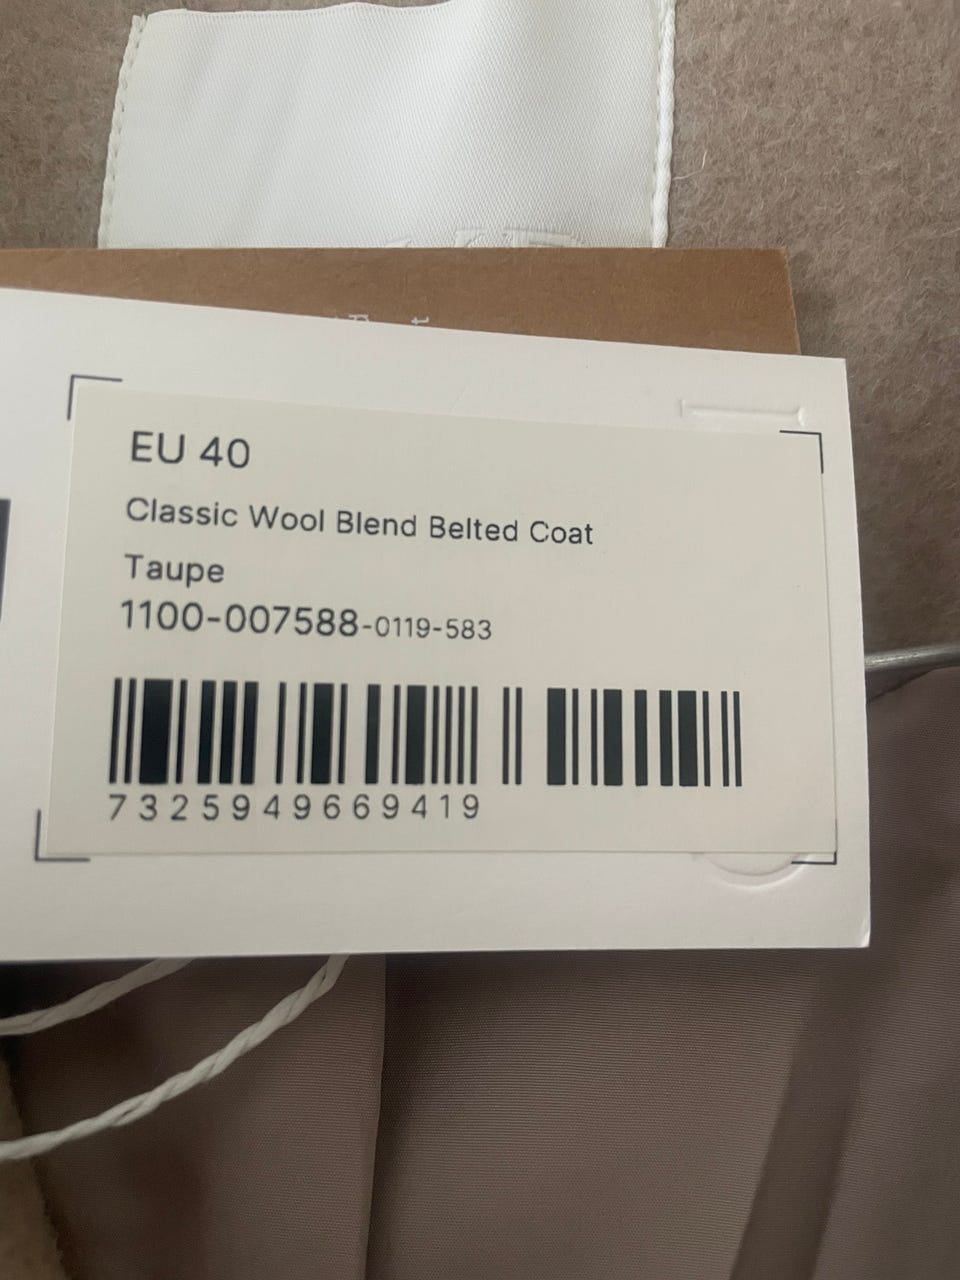 EU 40
Classic Wool Blend Belted Coat
Taupe
1100-007588-0119-583
7325949669419